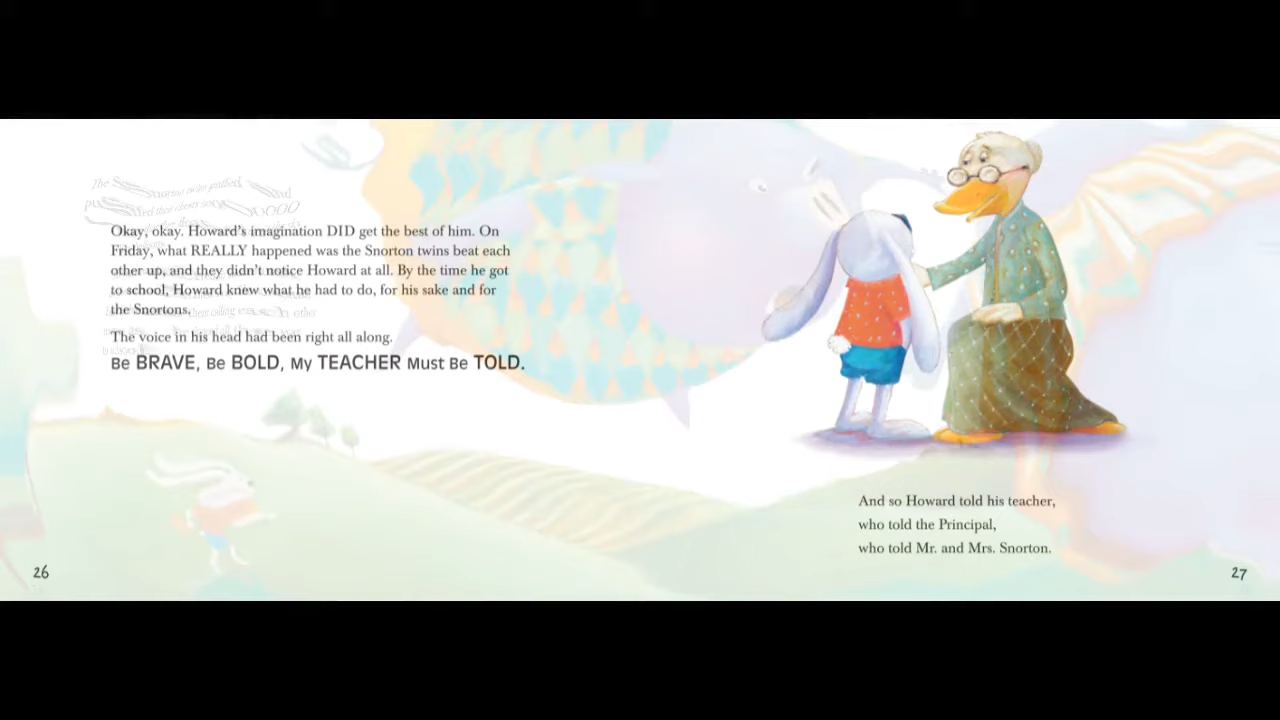 Okay, okay. Howard's imagination DID get the best of him. On
Friday, what REALLY happened was the Snorton twins beat each
other up, and they didn't notice Howard at all. By the time he got
to school, Howard knew what he had to do, for his sake and for
the Snortons.
The voice in his head had been right all along.
Be BRAVE, Be BOLD, My TEACHER Must Be TOLD.
And so Howard told his teacher,
who told the Principal,
who told Mr. and Mrs. Snorton.
26
27